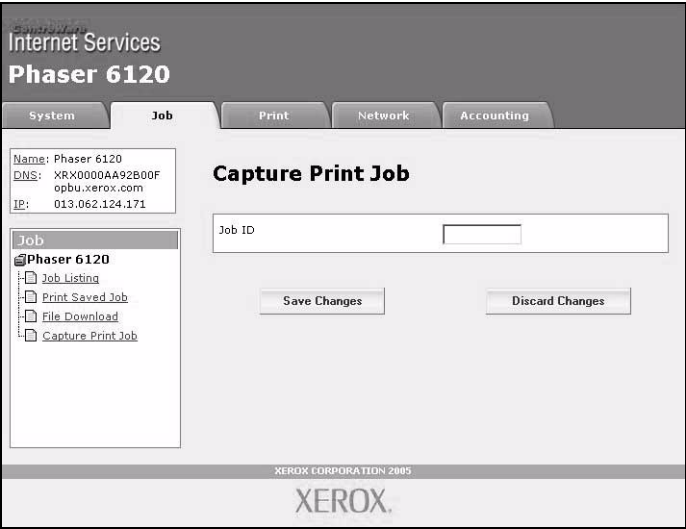 CentreWare
Internet Services
Phaser 6120
System Job Print Network Accounting
Name: Phaser 6120
DNS: XRX0000AA92B00F
opbu.xerox.com
IP: 013.062.124.171
Capture Print Job
Job ID
Job
Phaser 6120
Job Listing
Print Saved Job
File Download
Capture Print Job
Save Changes Discard Changes
XEROX CORPORATION 2005
XEROX.